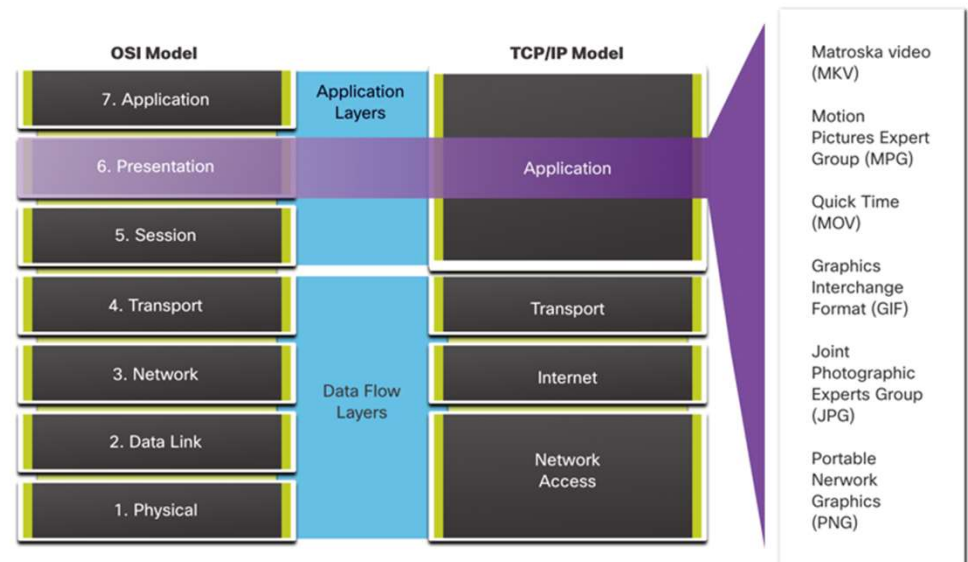 OSI Model
TCP/IP Model
7. Application
6. Presentation
5. Session
4. Transport
3. Network
2. Data Link
1. Physical
Application
Layers
Data Flow
Layers
Application
Transport
Internet
Network
Access
Matroska video
(MKV)
Motion
Pictures Expert
Group (MPG)
Quick Time
(MOV)
Graphics
Interchange
Format (GIF)
Joint
Photographic
Experts Group
(JPG)
Portable
Nerwork
Graphics
(PNG)